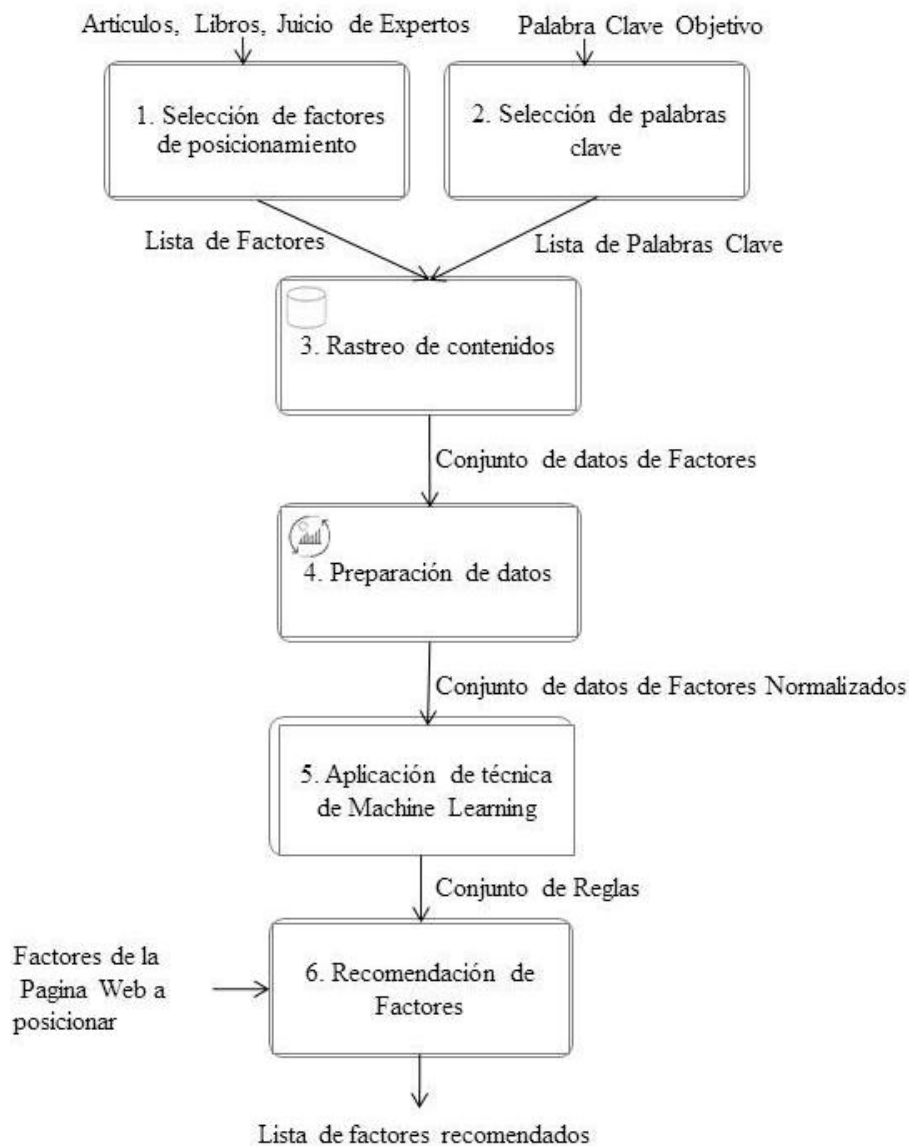 Artículos, Libros, Juicio de Expertos
Palabra Clave Objetivo
1. Selección de factores
de posicionamiento
2. Selección de palabras
clave
Lista de Factores
Lista de Palabras Clave
3. Rastreo de contenidos
Conjunto de datos de Factores
4. Preparación de datos
Conjunto de datos de Factores Normalizados
5. Aplicación de técnica
de Machine Learning
Conjunto de Reglas
Factores de la
Pagina Web a
posicionar
6. Recomendación de
Factores
Lista de factores recomendados